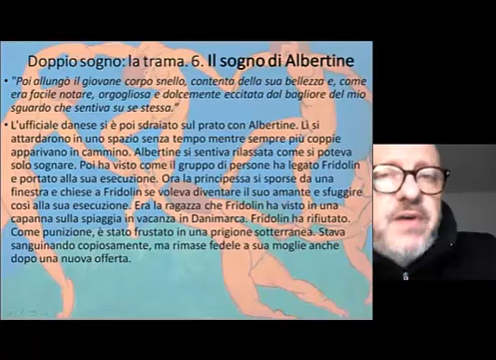 Doppio sogno: la trama. 6. Il sogno di Albertine
• "Poi allungò il giovane corpo snello, contenta della sua bellezza e, come
era facile notare, orgogliosa e dolcemente eccitata dal bagliore del mio
sguardo che sentiva su se stessa."
• L'ufficiale danese si è poi sdraiato sul prato con Albertine. Lì si
attardarono in uno spazio senza tempo mentre sempre più coppie
apparivano in cammino. Albertine si sentiva rilassata come si poteva
solo sognare. Poi ha visto come il gruppo di persone ha legato Fridolin
e portato alla sua esecuzione. Ora la principessa si sporse da una
finestra e chiese a Fridolin se voleva diventare il suo amante e sfuggire
così alla sua esecuzione. Era la ragazza che Fridolin ha visto in una
capanna sulla spiaggia in vacanza in Danimarca. Fridolin ha rifiutato.
Come punizione, è stato frustato in una prigione sotterranea. Stava
sanguinando copiosamente, ma rimase fedele a sua moglie anche
dopo una nuova offerta.